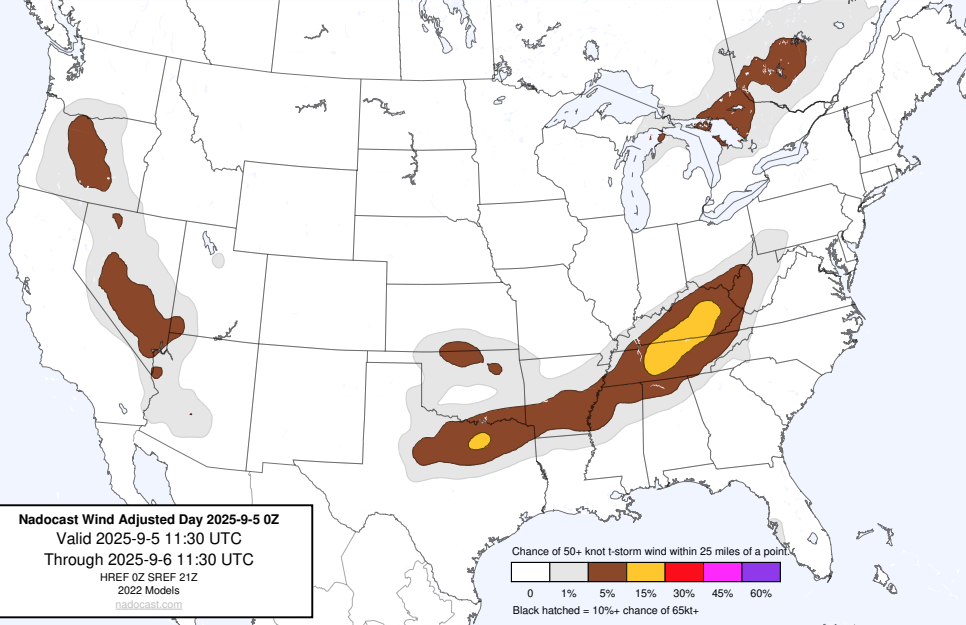 Nadocast Wind Adjusted Day 2025-9-5 0Z
Valid 2025-9-5 11:30 UTC
Through 2025-9-6 11:30 UTC
HREF 0Z SREF 21Z
2022 Models
nadocast.com
Chance of 50+ knot t-storm wind within 25 miles of a point.
0 1% 5% 15% 30% 45% 60%
Black hatched = 10%+ chance of 65kt+